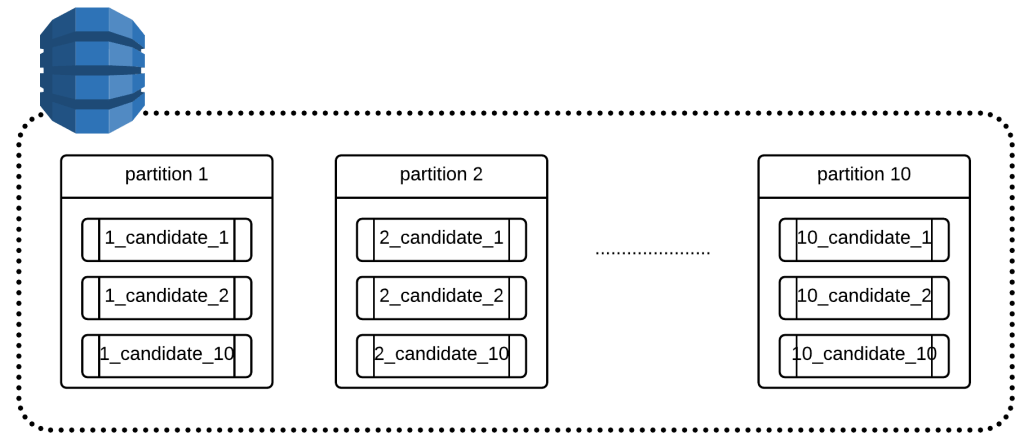 partition 1
1_candidate_1
1_candidate_2
1_candidate_10
partition 2
2_candidate_1
2_candidate_2
2_candidate_10
partition 10
10_candidate_1
10_candidate_2
10_candidate_10